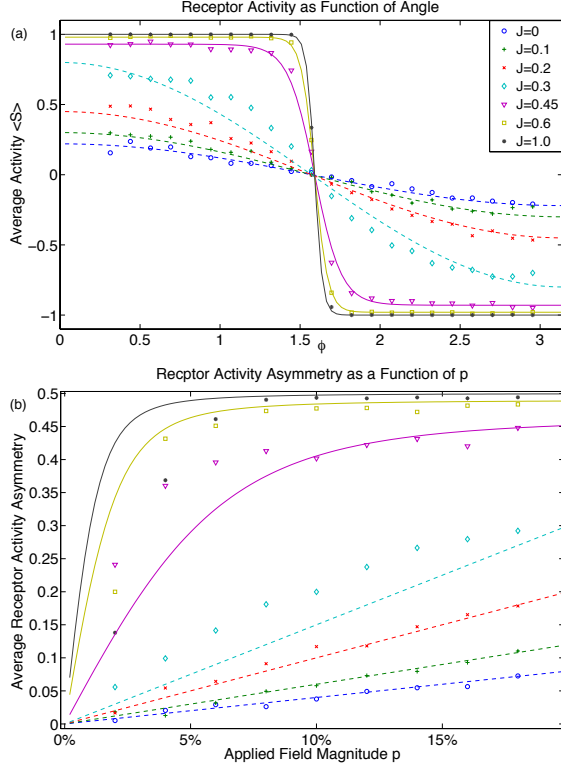 Receptor Activity as Function of Angle
(a)
1
0.5
0
−0.5
−1
Average Activity <S>
J=0
J=0.1
J=0.2
J=0.3
J=0.45
J=0.6
J=1.0
0
0.5
1
1.5
2
2.5
3
ϕ
Recptor Activity Asymmetry as a Function of p
(b)
0.5
0.45
0.4
0.35
0.3
0.25
0.2
0.15
0.1
0.05
0
Average Receptor Activity Asymmetry
0%
5%
10%
15%
Applied Field Magnitude p